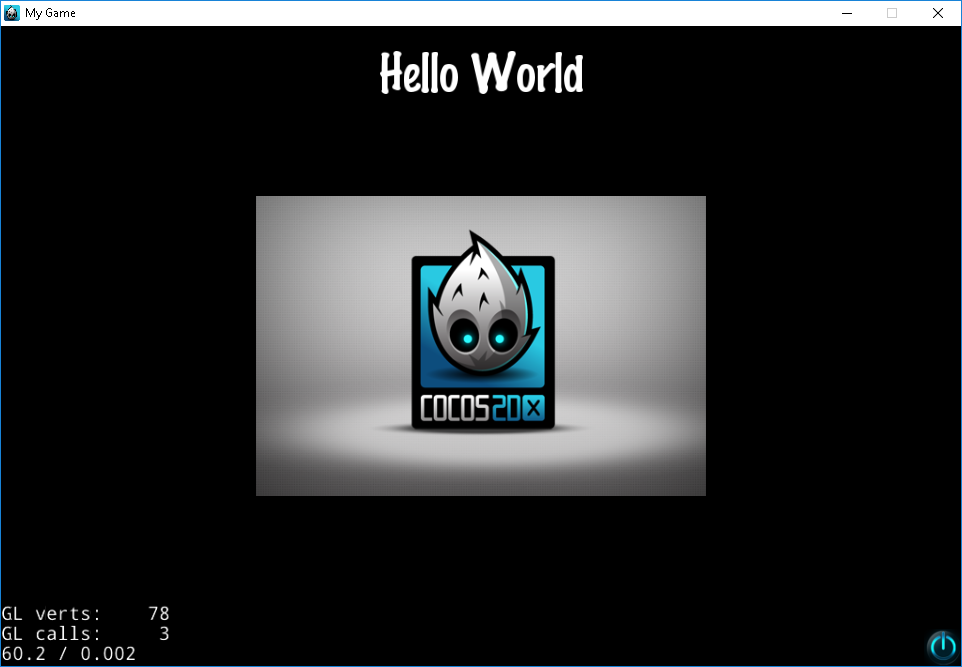 My Game
Hello World
COCOS2DX
GL verts:    78
GL calls:     3
60.2 / 0.002